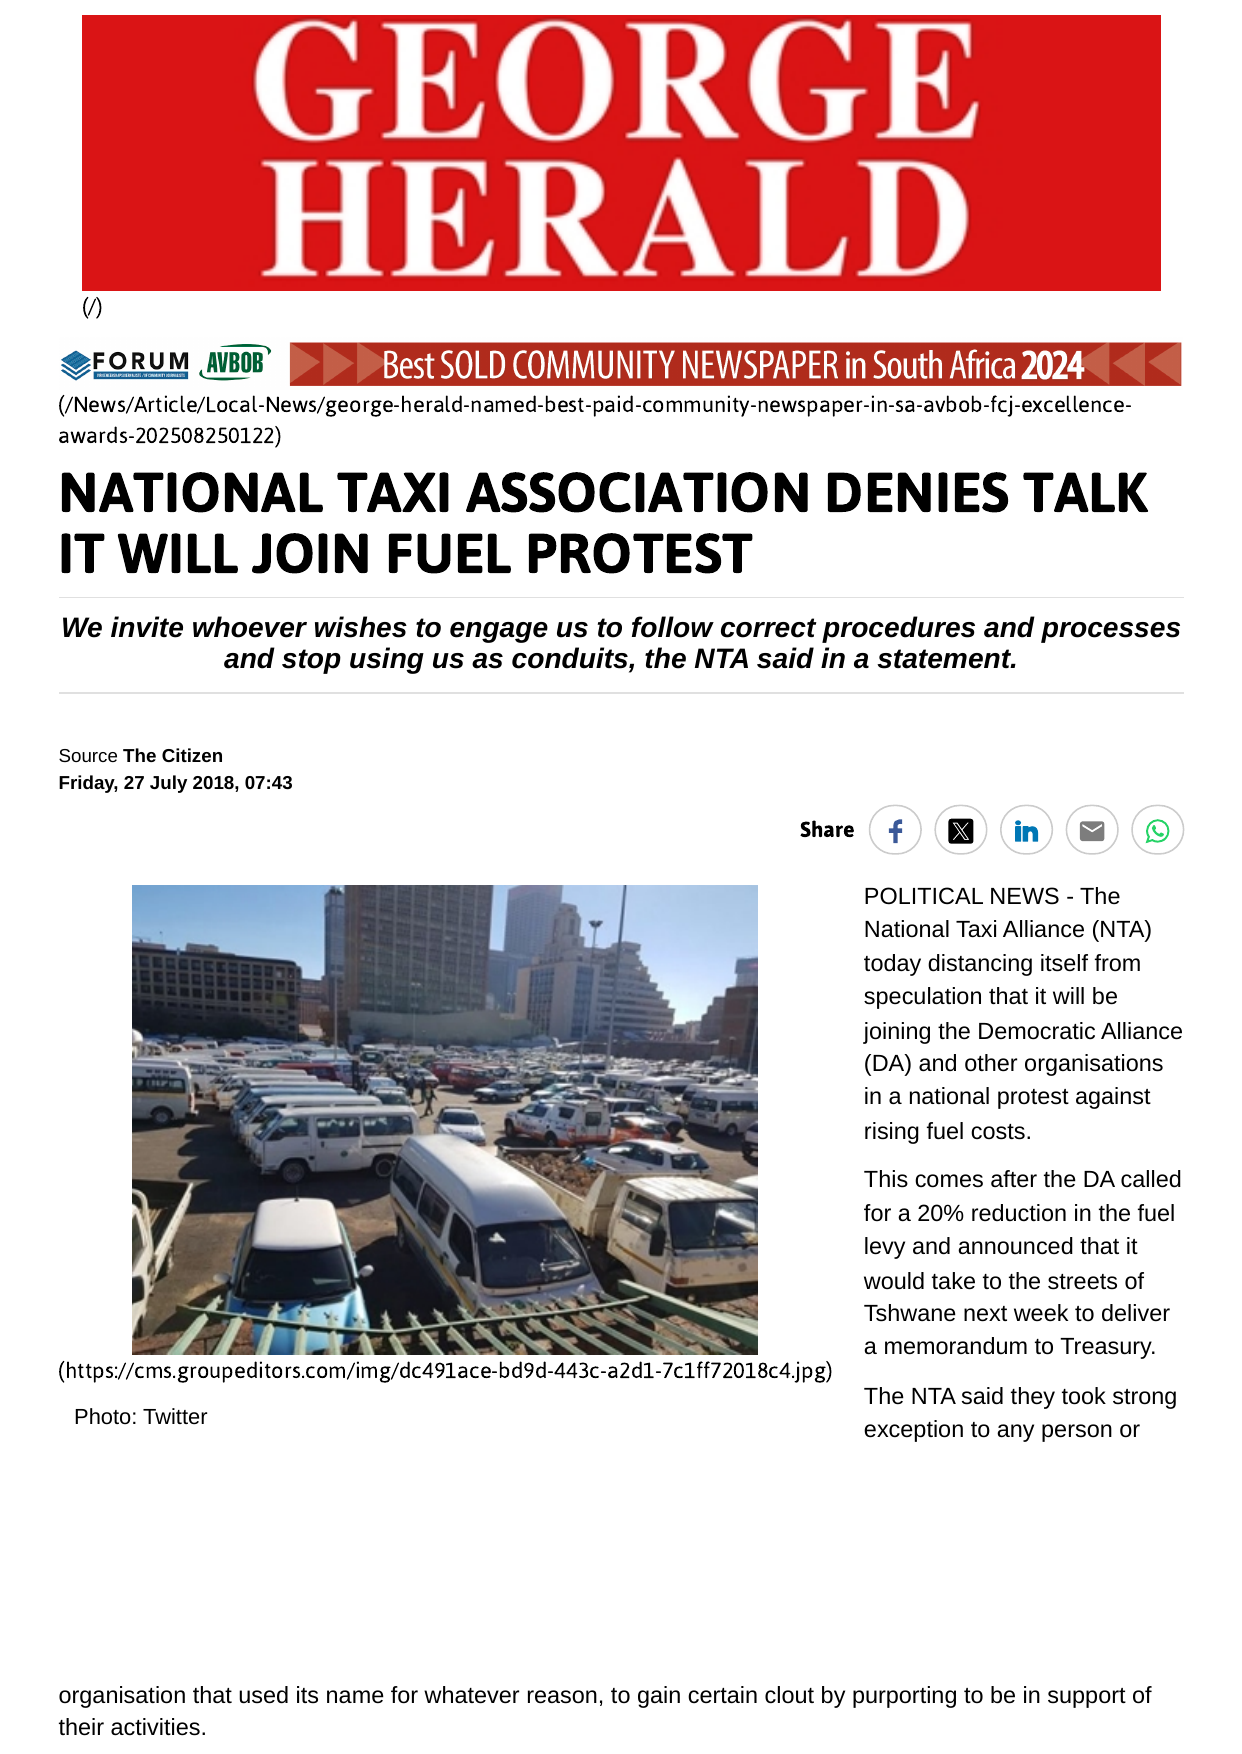 GEORGE
HERALD
(/)
FORUM AVBOB Best SOLD COMMUNITY NEWSPAPER in South Africa 2024
(/News/Article/Local-News/george-herald-named-best-paid-community-newspaper-in-sa-avbob-fcj-excellence-
awards-202508250122)
NATIONAL TAXI ASSOCIATION DENIES TALK
IT WILL JOIN FUEL PROTEST
We invite whoever wishes to engage us to follow correct procedures and processes
and stop using us as conduits, the NTA said in a statement.
Source The Citizen
Friday, 27 July 2018, 07:43
Share
(https://cms.groupeditors.com/img/dc491ace-bd9d-443c-a2d1-7c1ff72018c4.jpg)
Photo: Twitter
POLITICAL NEWS - The
National Taxi Alliance (NTA)
today distancing itself from
speculation that it will be
joining the Democratic Alliance
(DA) and other organisations
in a national protest against
rising fuel costs.
This comes after the DA called
for a 20% reduction in the fuel
levy and announced that it
would take to the streets of
Tshwane next week to deliver
a memorandum to Treasury.
The NTA said they took strong
exception to any person or
organisation that used its name for whatever reason, to gain certain clout by purporting to be in support of
their activities.